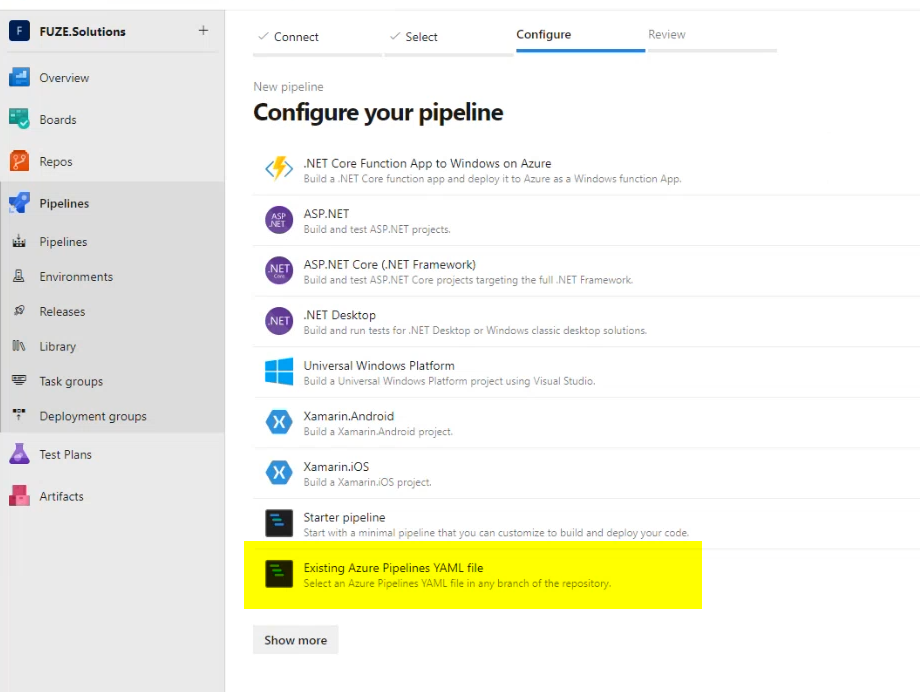 F FUZE.Solutions +
Overview
Boards
Repos
Pipelines
Pipelines
Environments
Releases
Library
Task groups
Deployment groups
Test Plans
Artifacts
Connect
Select
Configure
Review
New pipeline
Configure your pipeline
.NET Core Function App to Windows on Azure
Build a .NET Core function app and deploy it to Azure as a Windows function App.
ASP
.NET
ASP.NET
Build and test ASP.NET projects.
.NET
Core
ASP.NET Core (.NET Framework)
Build and test ASP.NET Core projects targeting the full .NET Framework.
.NET
.NET Desktop
Build and run tests for .NET Desktop or Windows classic desktop solutions.
Universal Windows Platform
Build a Universal Windows Platform project using Visual Studio.
Xamarin.Android
Build a Xamarin.Android project.
Xamarin.iOS
Build a Xamarin.iOS project.
Starter pipeline
Start with a minimal pipeline that you can customize to build and deploy your code.
Existing Azure Pipelines YAML file
Select an Azure Pipelines YAML file in any branch of the repository.
Show more